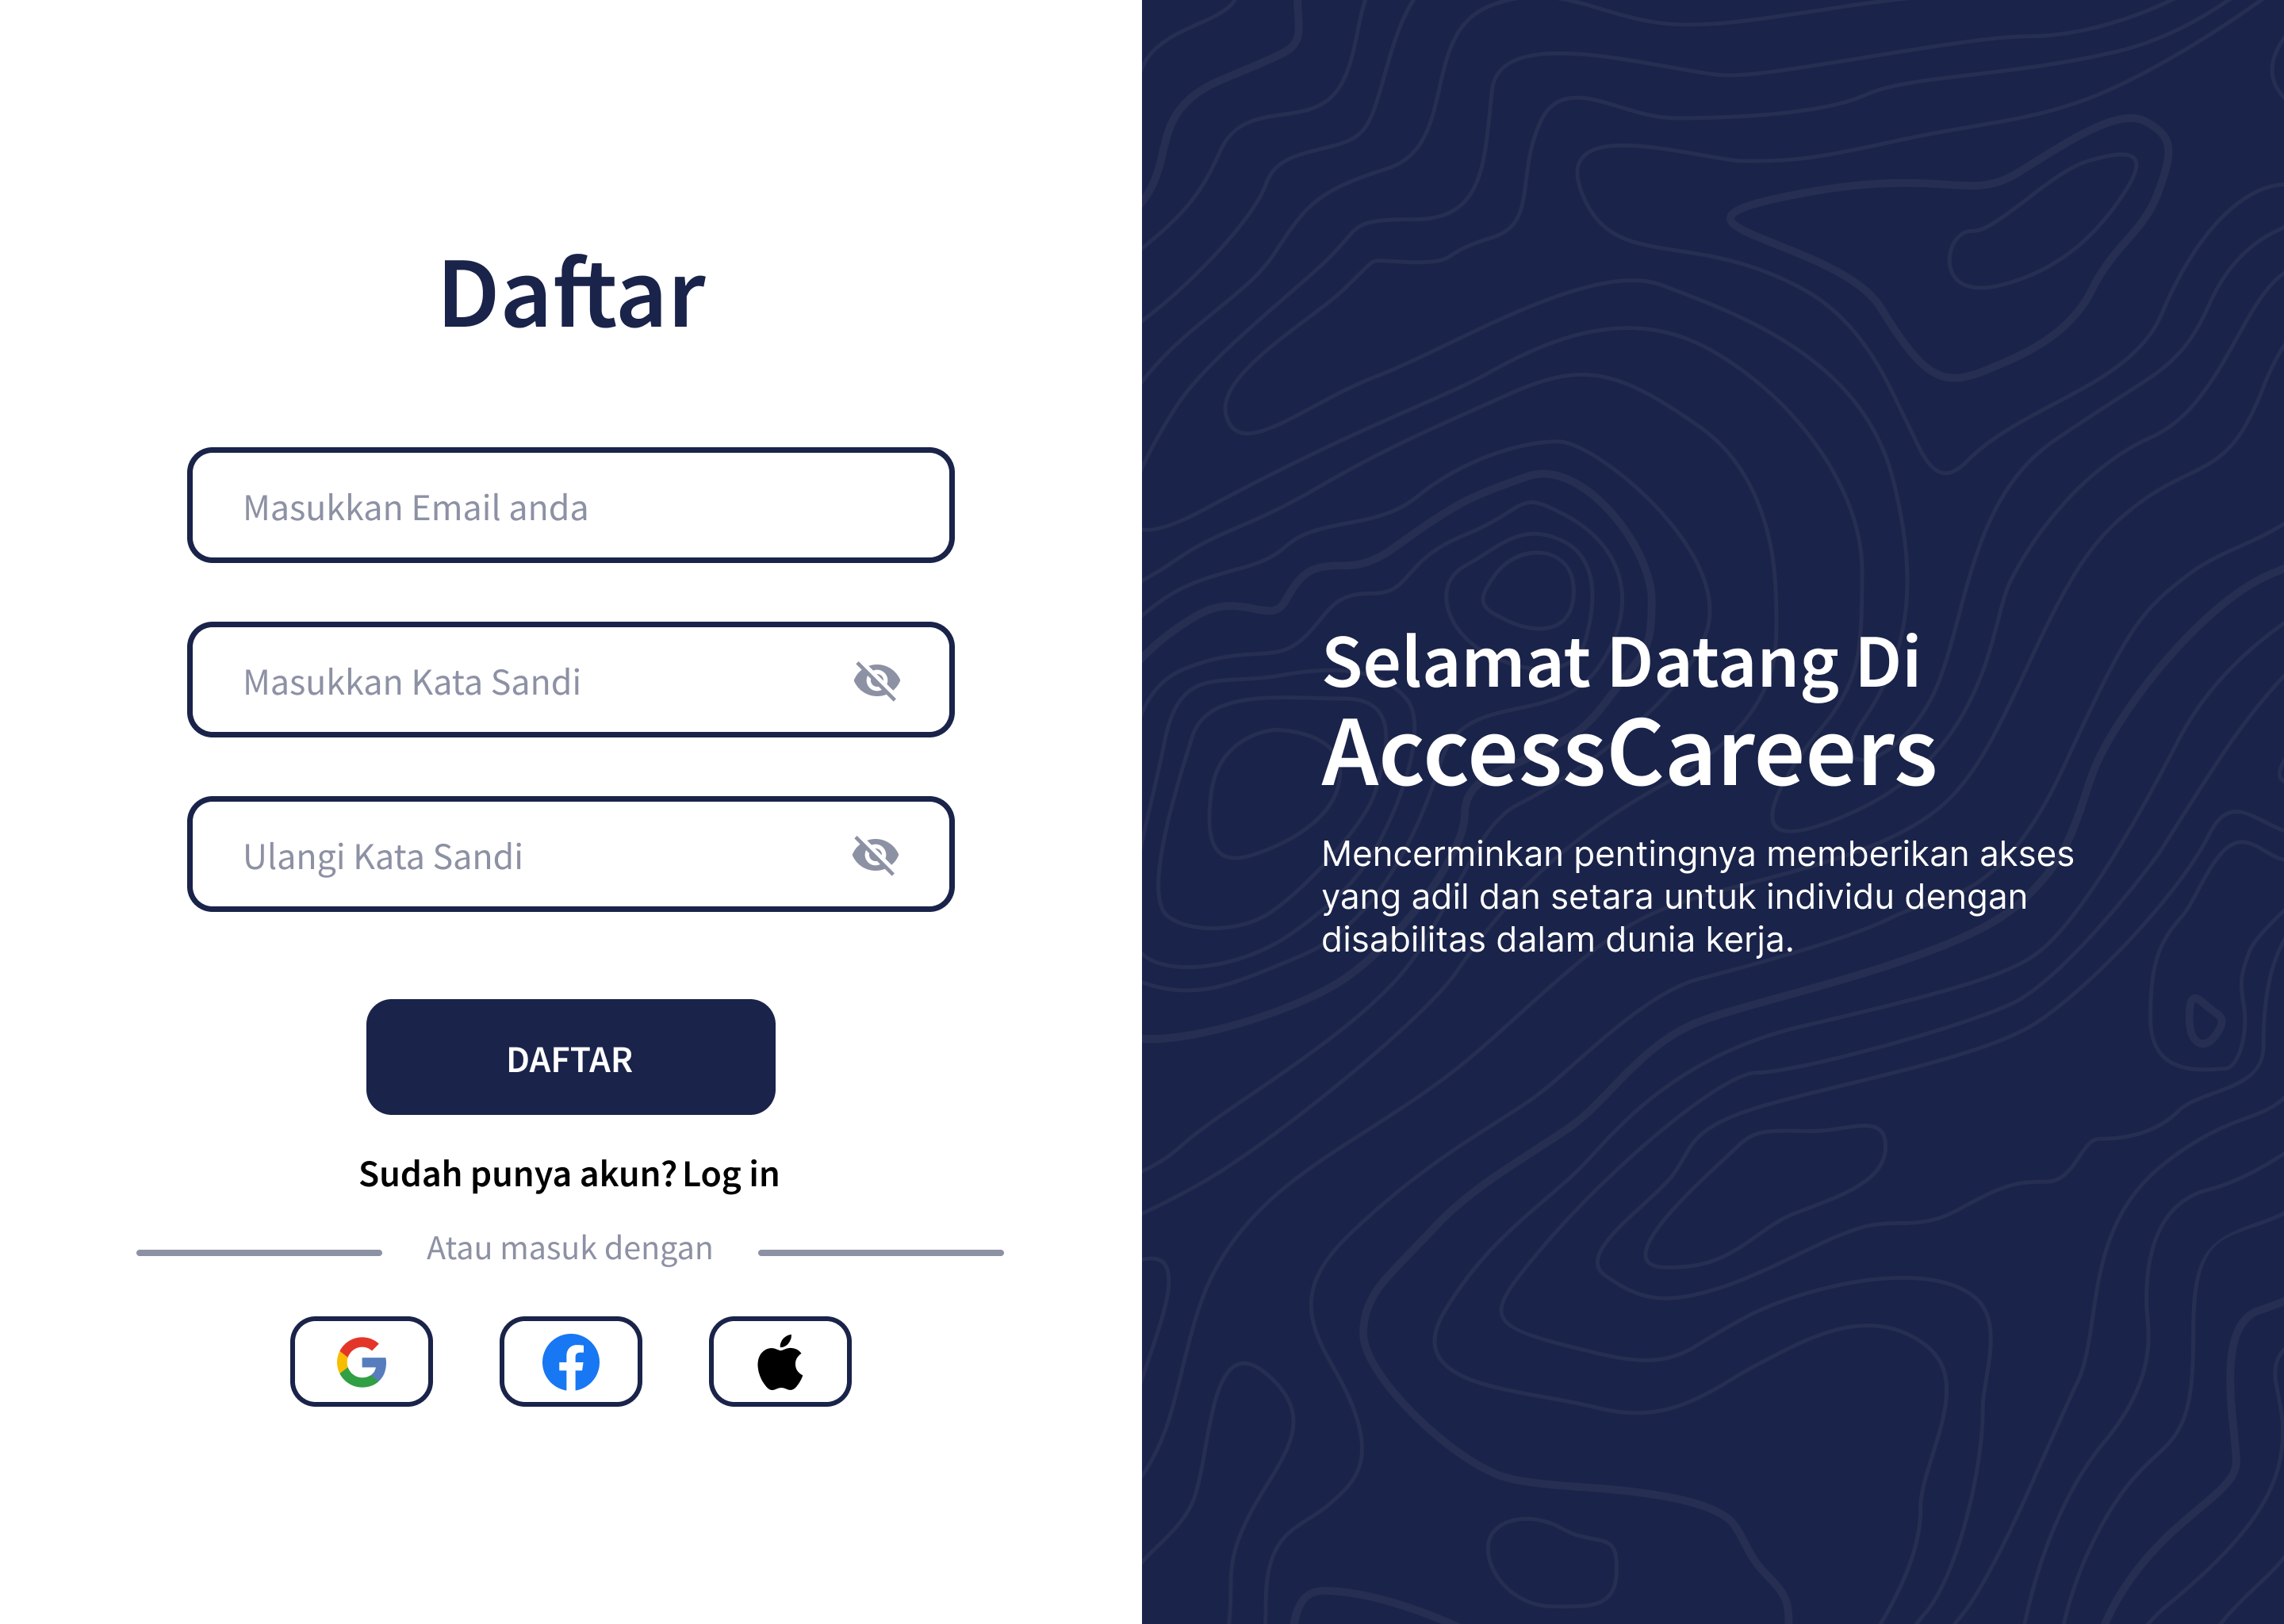 Daftar
Masukkan Email anda
Masukkan Kata Sandi
Ulangi Kata Sandi
DAFTAR
Sudah punya akun? Log in
Atau masuk dengan
Selamat Datang Di
AccessCareers
Mencerminkan pentingnya memberikan akses
yang adil dan setara untuk individu dengan
disabilitas dalam dunia kerja.